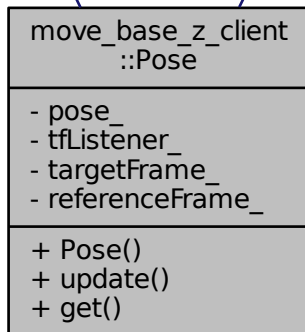 move_base_z_client
::Pose
- pose_
- tfListener_
- targetFrame_
- referenceFrame_
+ Pose()
+ update()
+ get()